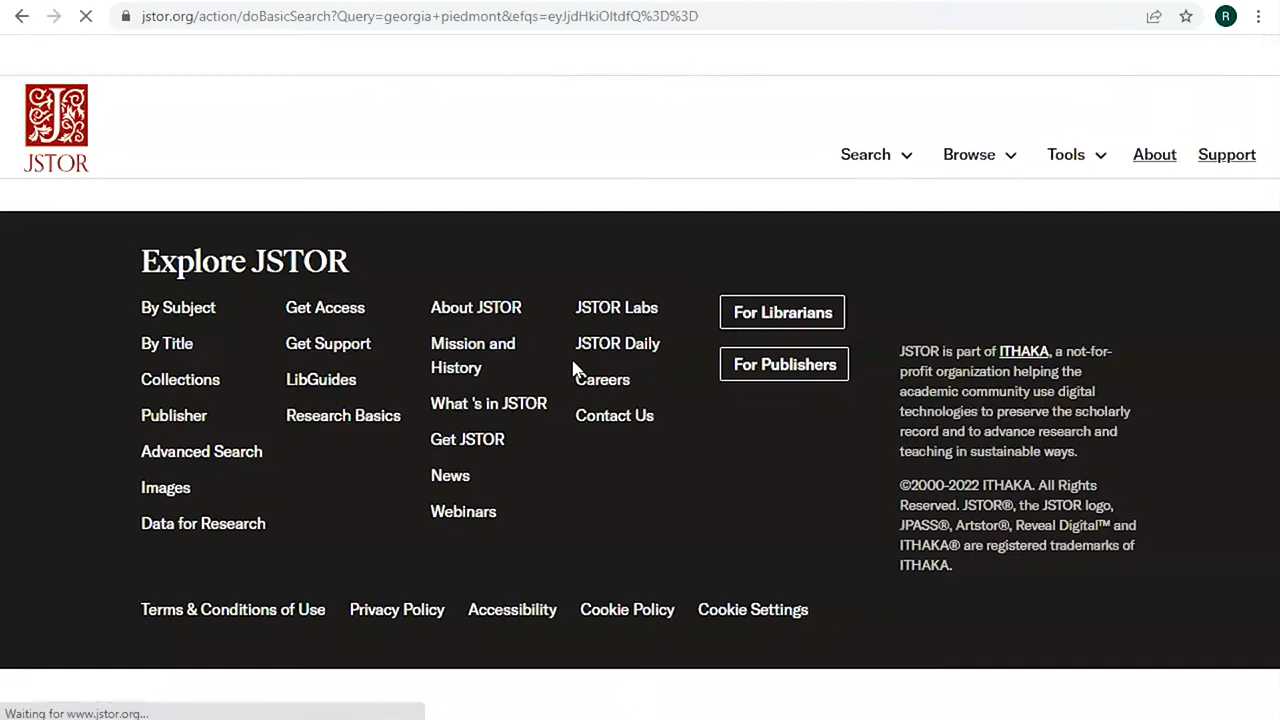 jstor.org/action/doBasicSearch?Query=georgia+piedmont&efqs=eyJjdHkiOltdfQ%3D%3D
R
J
JSTOR
Search
Browse
Tools
About
Support
Explore JSTOR
By Subject
By Title
Collections
Publisher
Advanced Search
Images
Data for Research
Get Access
Get Support
LibGuides
Research Basics
About JSTOR
Mission and
History
What 's in JSTOR
Get JSTOR
News
Webinars
JSTOR Labs
JSTOR Daily
Careers
Contact Us
For Librarians
For Publishers
JSTOR is part of ITHAKA, a not-for-
profit organization helping the
academic community use digital
technologies to preserve the scholarly
record and to advance research and
teaching in sustainable ways.
©2000-2022 ITHAKA. All Rights
Reserved. JSTOR®, the JSTOR logo,
JPASS®, Artstor®, Reveal Digital™ and
ITHAKA® are registered trademarks of
ITHAKA.
Terms & Conditions of Use
Privacy Policy
Accessibility
Cookie Policy
Cookie Settings
Waiting for www.jstor.org...